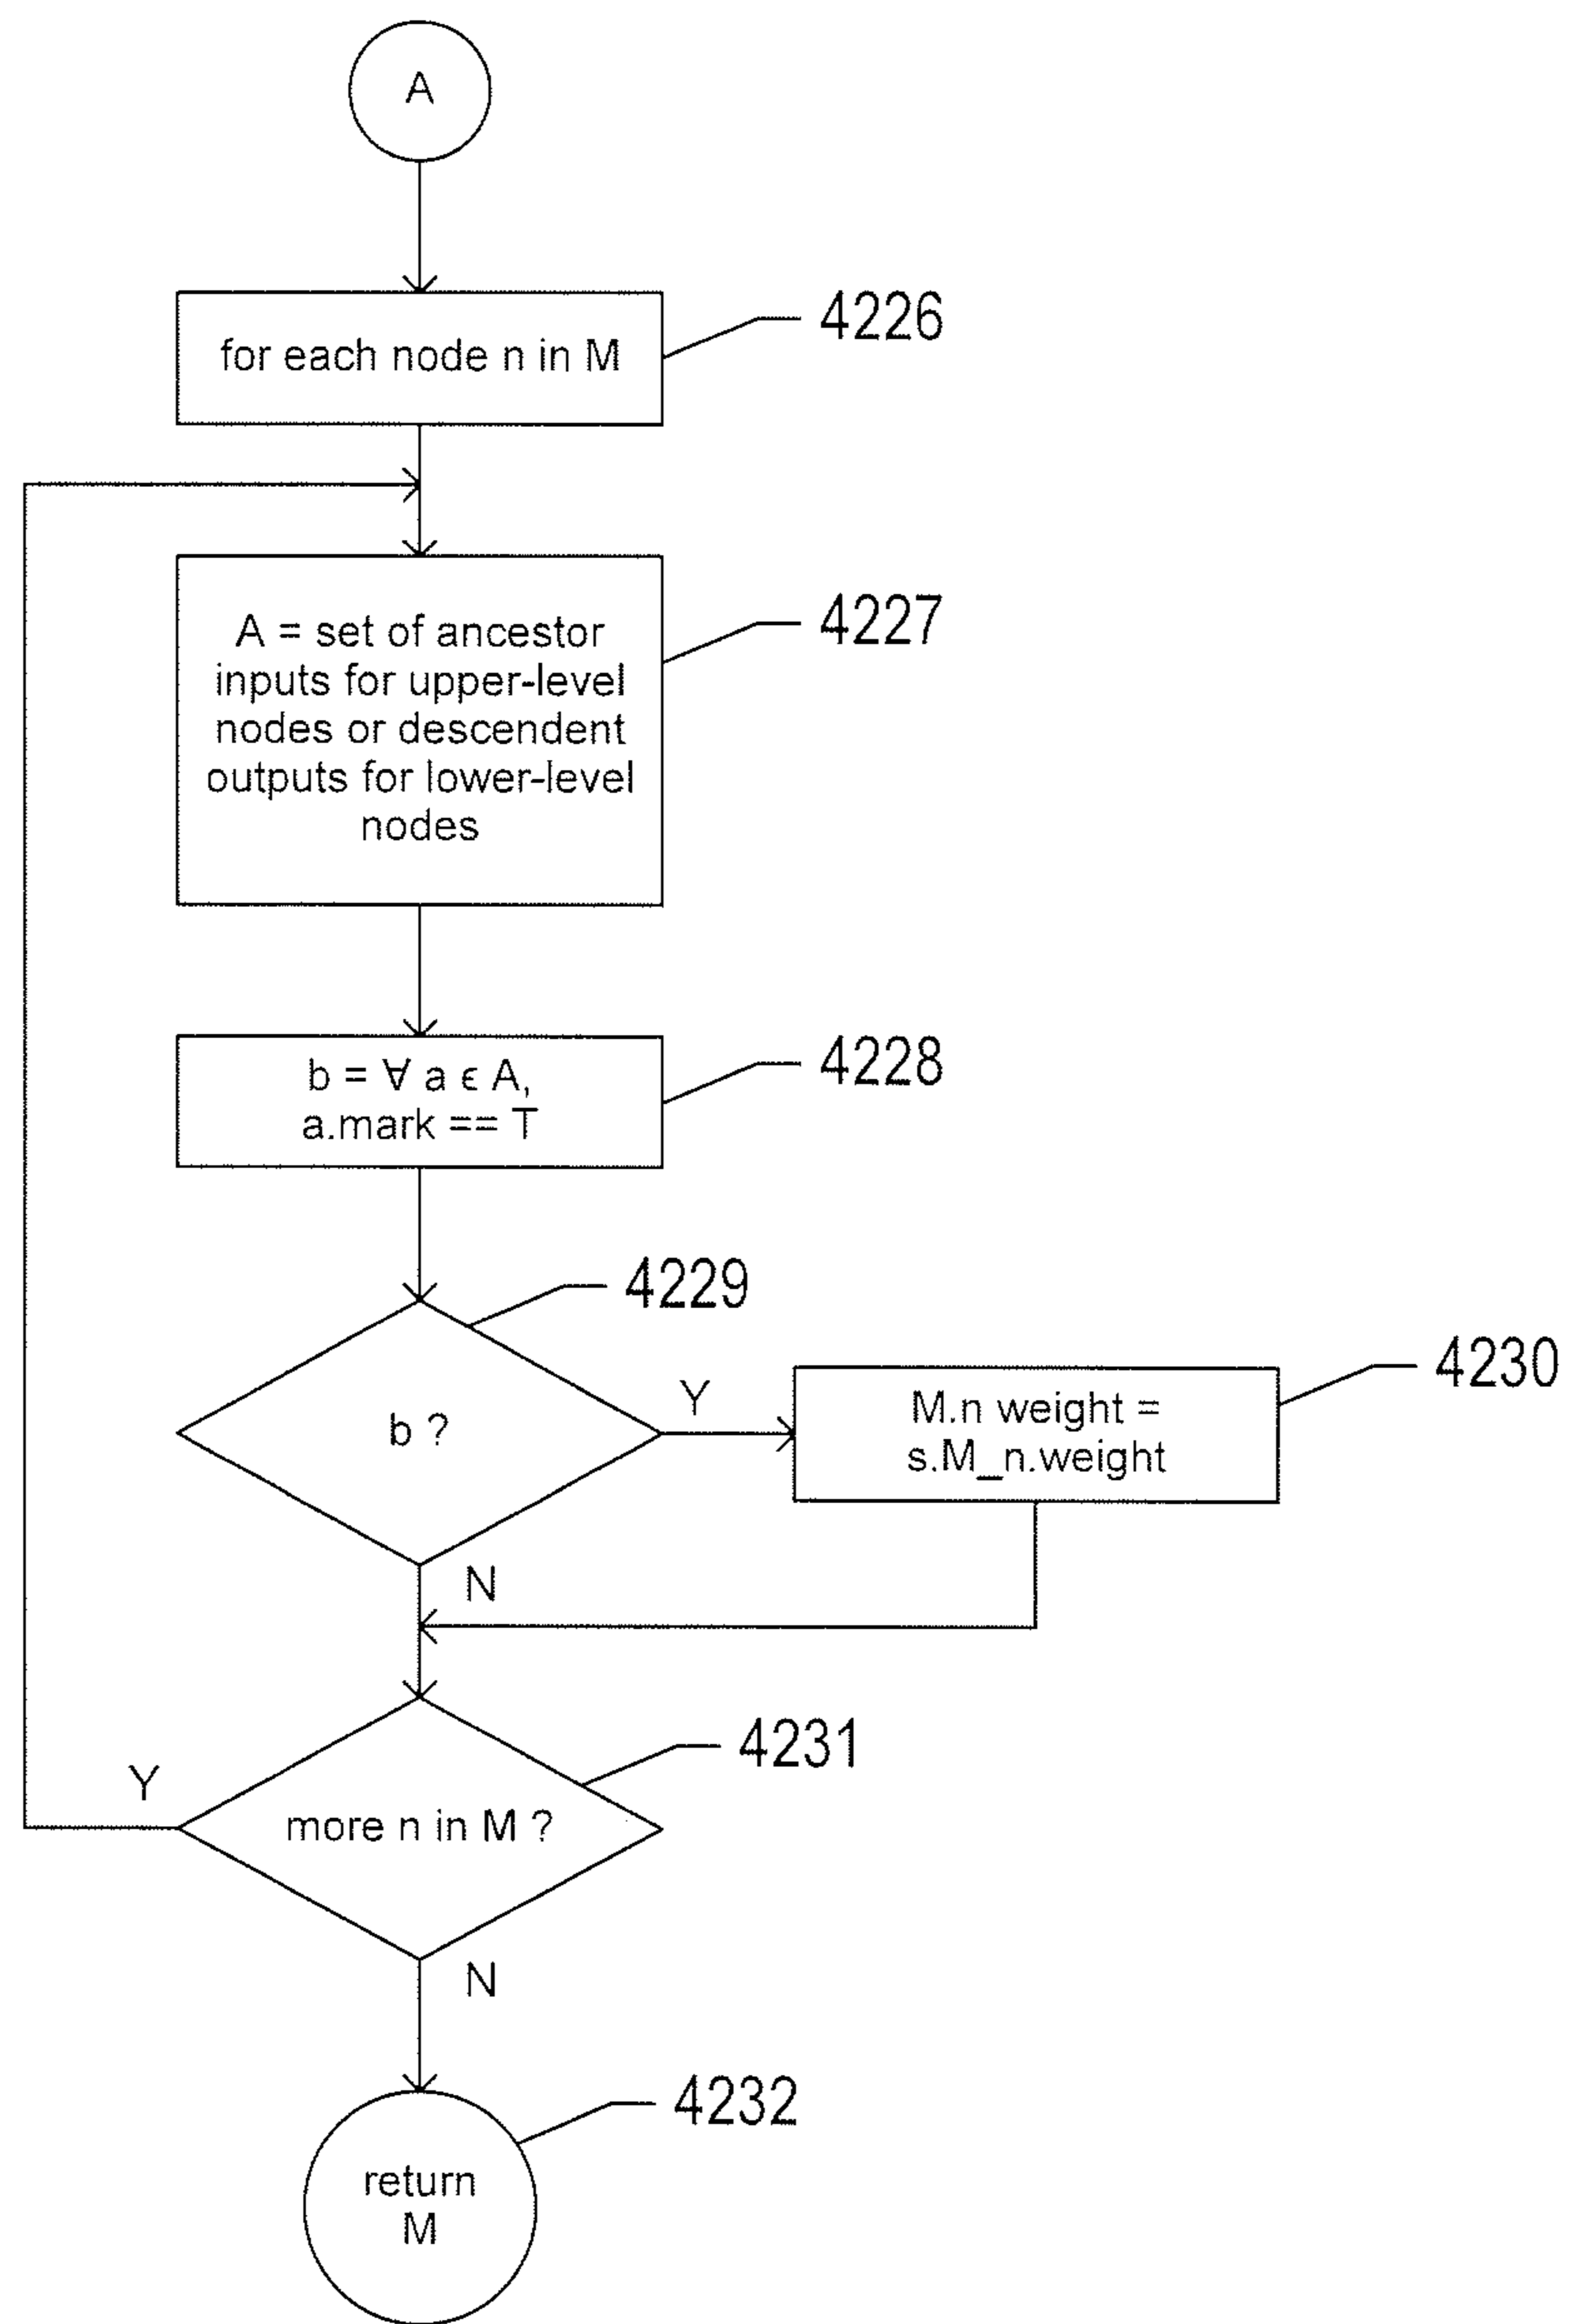 A
for each node n in M
4226
A = set of ancestor
inputs for upper-level
nodes or descendent
outputs for lower-level
nodes
4227
b = ∀ a ϵ A,
a.mark == T
4228
4229
b ?
Y
M.n weight =
s.M_n.weight
4230
N
4231
Y
more n in M ?
N
4232
return
M